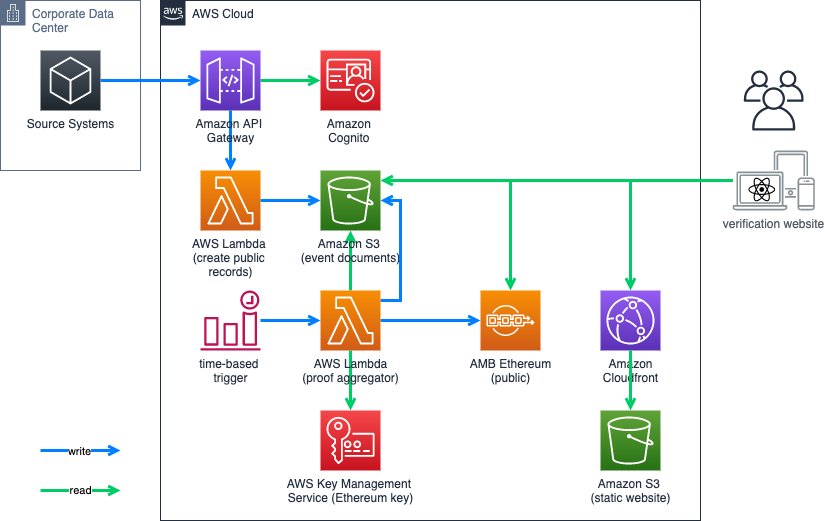 Corporate Data
Center
aws
AWS Cloud
Source Systems
Amazon API
Gateway
Amazon
Cognito
AWS Lambda
(create public
records)
Amazon S3
(event documents)
verification website
time-based
trigger
AWS Lambda
(proof aggregator)
AMB Ethereum
(public)
Amazon
Cloudfront
write
read
AWS Key Management
Service (Ethereum key)
Amazon S3
(static website)